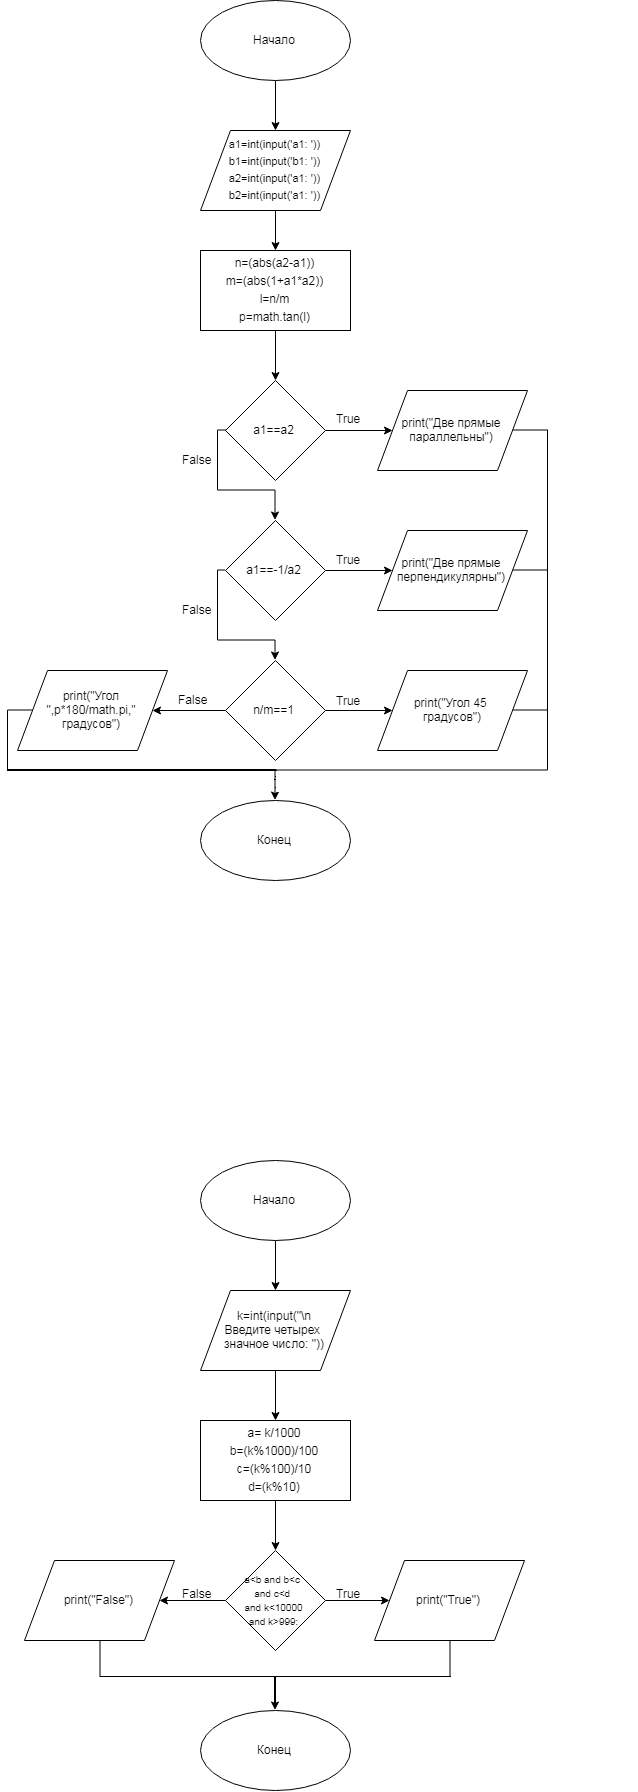 Начало
a1=int(input('a1: '))
b1=int(input('b1: '))
a2=int(input('a1: '))
b2=int(input('a1: '))
n=(abs(a2-a1))
m=(abs(1+a1*a2))
l=n/m
p=math.tan(l)
a1==a2
True
print("Две прямые
параллельны")
False
a1==-1/a2
True
print("Две прямые
перпендикулярны")
False
print("Угол
",p*180/math.pi,"
градусов")
False
n/m==1
True
print("Угол 45
градусов")
Конец
Начало
k=int(input("\n
Введите четырех
значное число: "))
a= k/1000
b=(k%1000)/100
c=(k%100)/10
d=(k%10)
print("False")
False
a<b and b<c
and c<d
and k<10000
and k>999:
True
print("True")
Конец